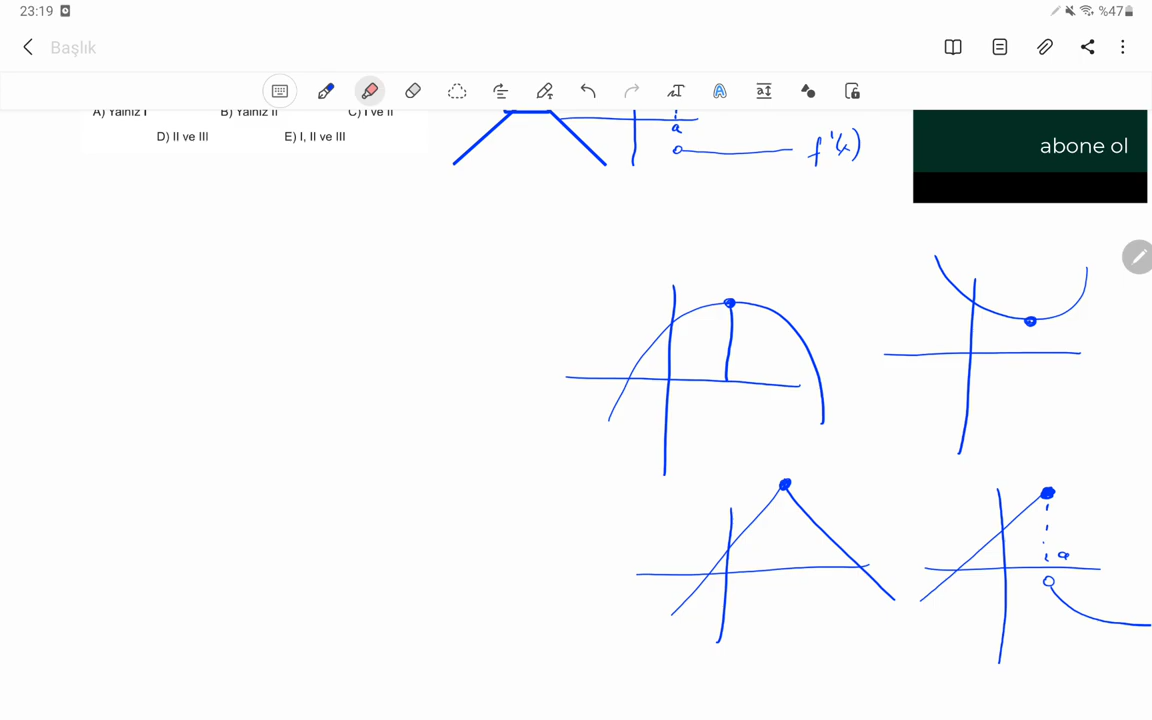 23:19 %47
Başlık
A) Yalnız I B) Yalnız II C) I ve II
D) II ve III E) I, II ve III
a
f'(x)
abone ol
a